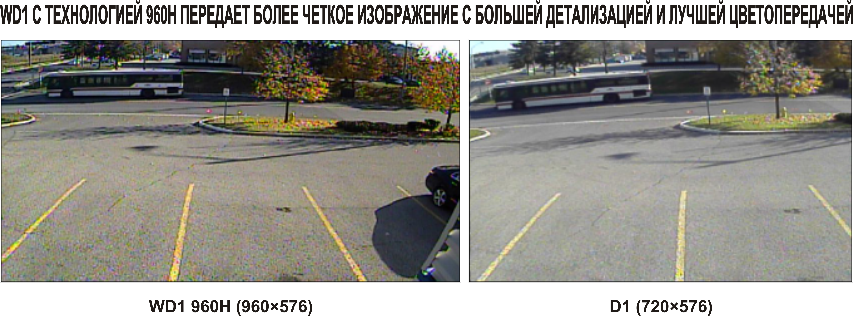 WD1 С ТЕХНОЛОГИЕЙ 960H ПЕРЕДАЕТ БОЛЕЕ ЧЕТКОЕ ИЗОБРАЖЕНИЕ С БОЛЬШЕЙ ДЕТАЛИЗАЦИЕЙ И ЛУЧШЕЙ ЦВЕТОПЕРЕДАЧЕЙ
WD1 960H (960×576)
D1 (720×576)